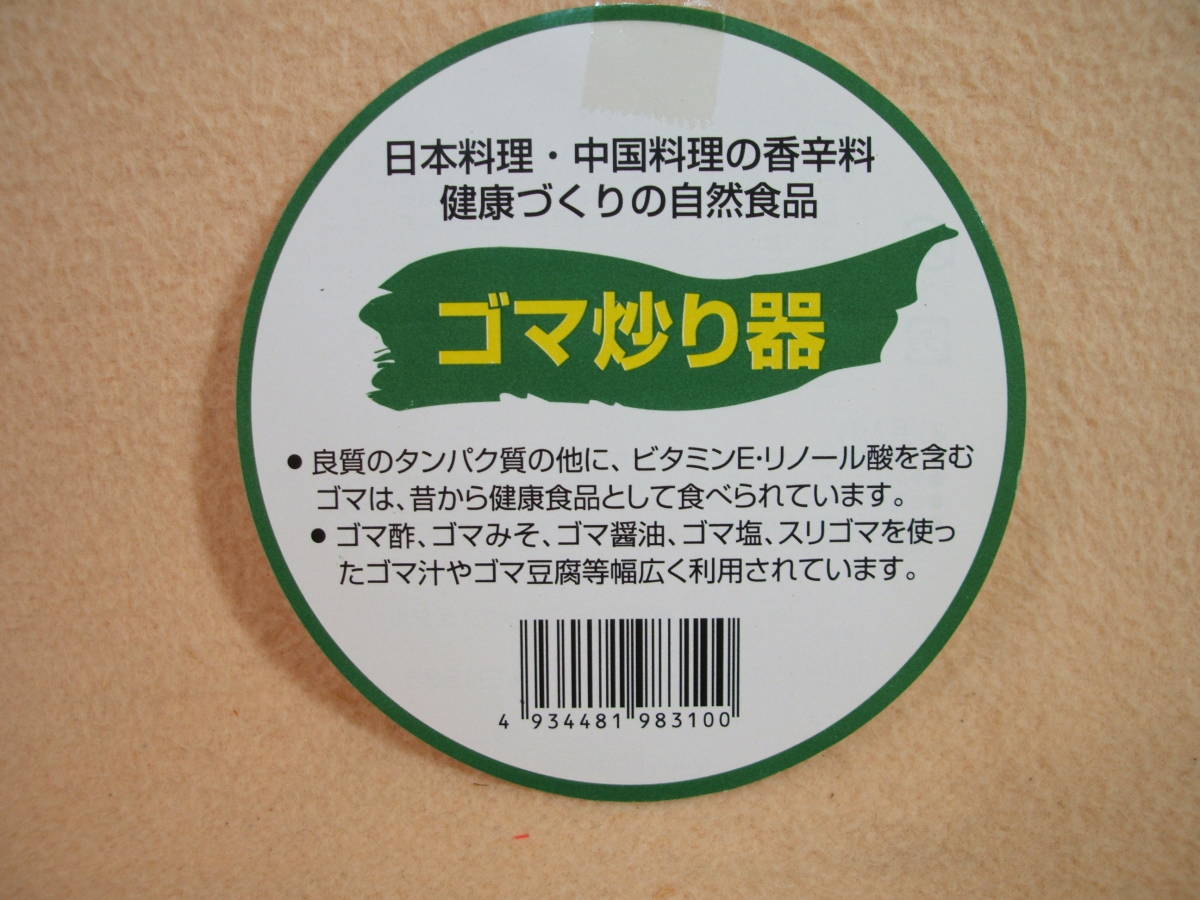 日本料理・中国料理の香辛料
健康づくりの自然食品
ゴマ炒り器
● 良質のタンパク質の他に、ビタミンE・リノール酸を含む
ゴマは、昔から健康食品として食べられています。
● ゴマ酢、ゴマみそ、ゴマ醤油、ゴマ塩、スリゴマを使っ
たゴマ汁やゴマ豆腐等幅広く利用されています。
4 934481 983100